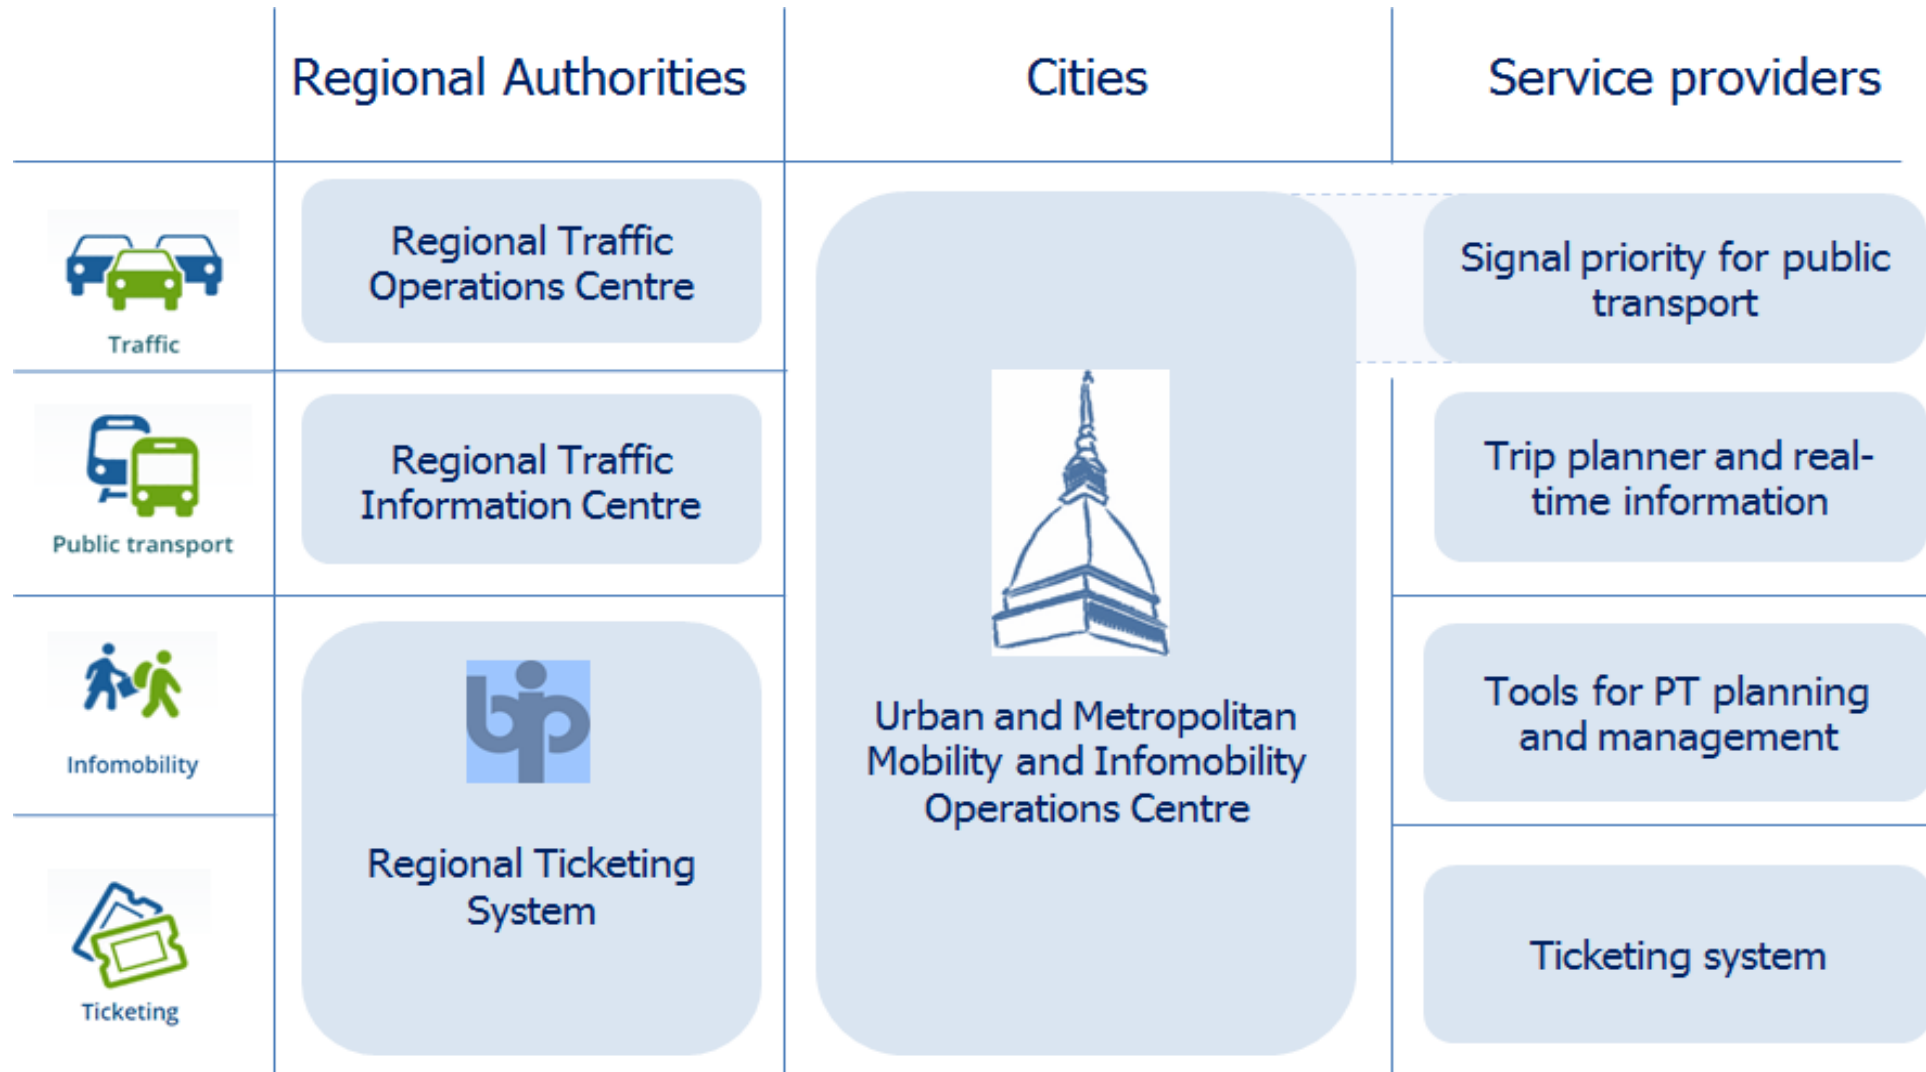 Regional Authorities
Cities
Service providers
Traffic
Regional Traffic
Operations Centre
Signal priority for public
transport
Public transport
Regional Traffic
Information Centre
Trip planner and real-
time information
Infomobility
bip
Regional Ticketing
System
Urban and Metropolitan
Mobility and Infomobility
Operations Centre
Tools for PT planning
and management
Ticketing
Ticketing system